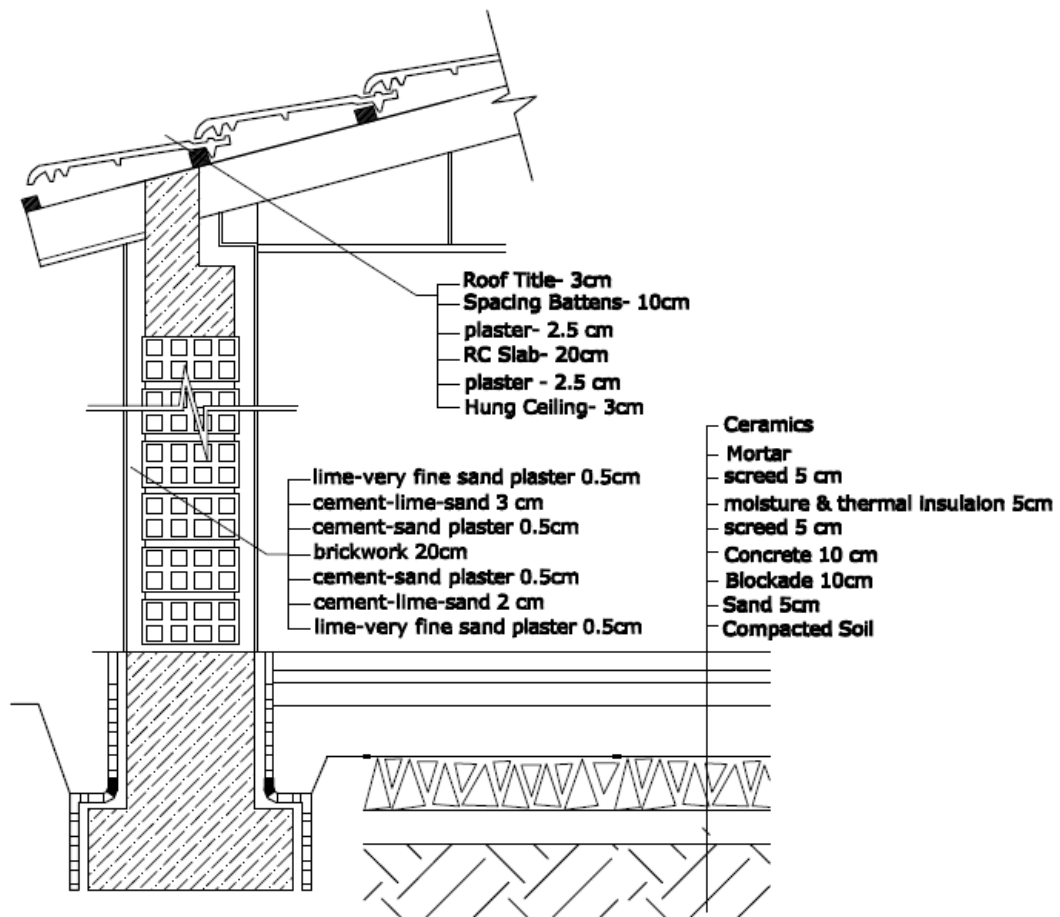 Roof Title- 3cm
Spacing Battens- 10cm
plaster- 2.5 cm
RC Slab- 20cm
plaster - 2.5 cm
Hung Ceiling- 3cm
lime-very fine sand plaster 0.5cm
cement-lime-sand 3 cm
cement-sand plaster 0.5cm
brickwork 20cm
cement-sand plaster 0.5cm
cement-lime-sand 2 cm
lime-very fine sand plaster 0.5cm
Ceramics
Mortar
screed 5 cm
moisture & thermal insulaion 5cm
screed 5 cm
Concrete 10 cm
Blockade 10cm
Sand 5cm
Compacted Soil